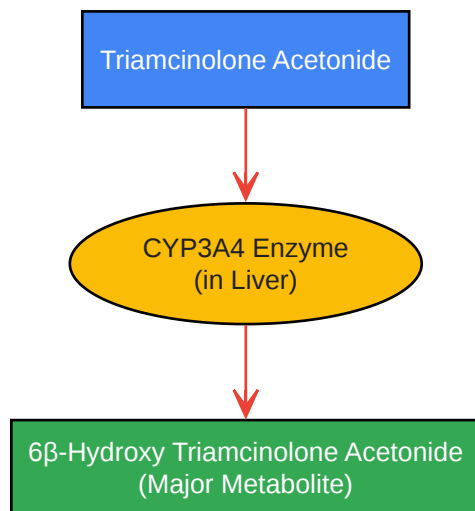 Triamcinolone Acetonide
CYP3A4 Enzyme
(in Liver)
6β-Hydroxy Triamcinolone Acetonide
(Major Metabolite)